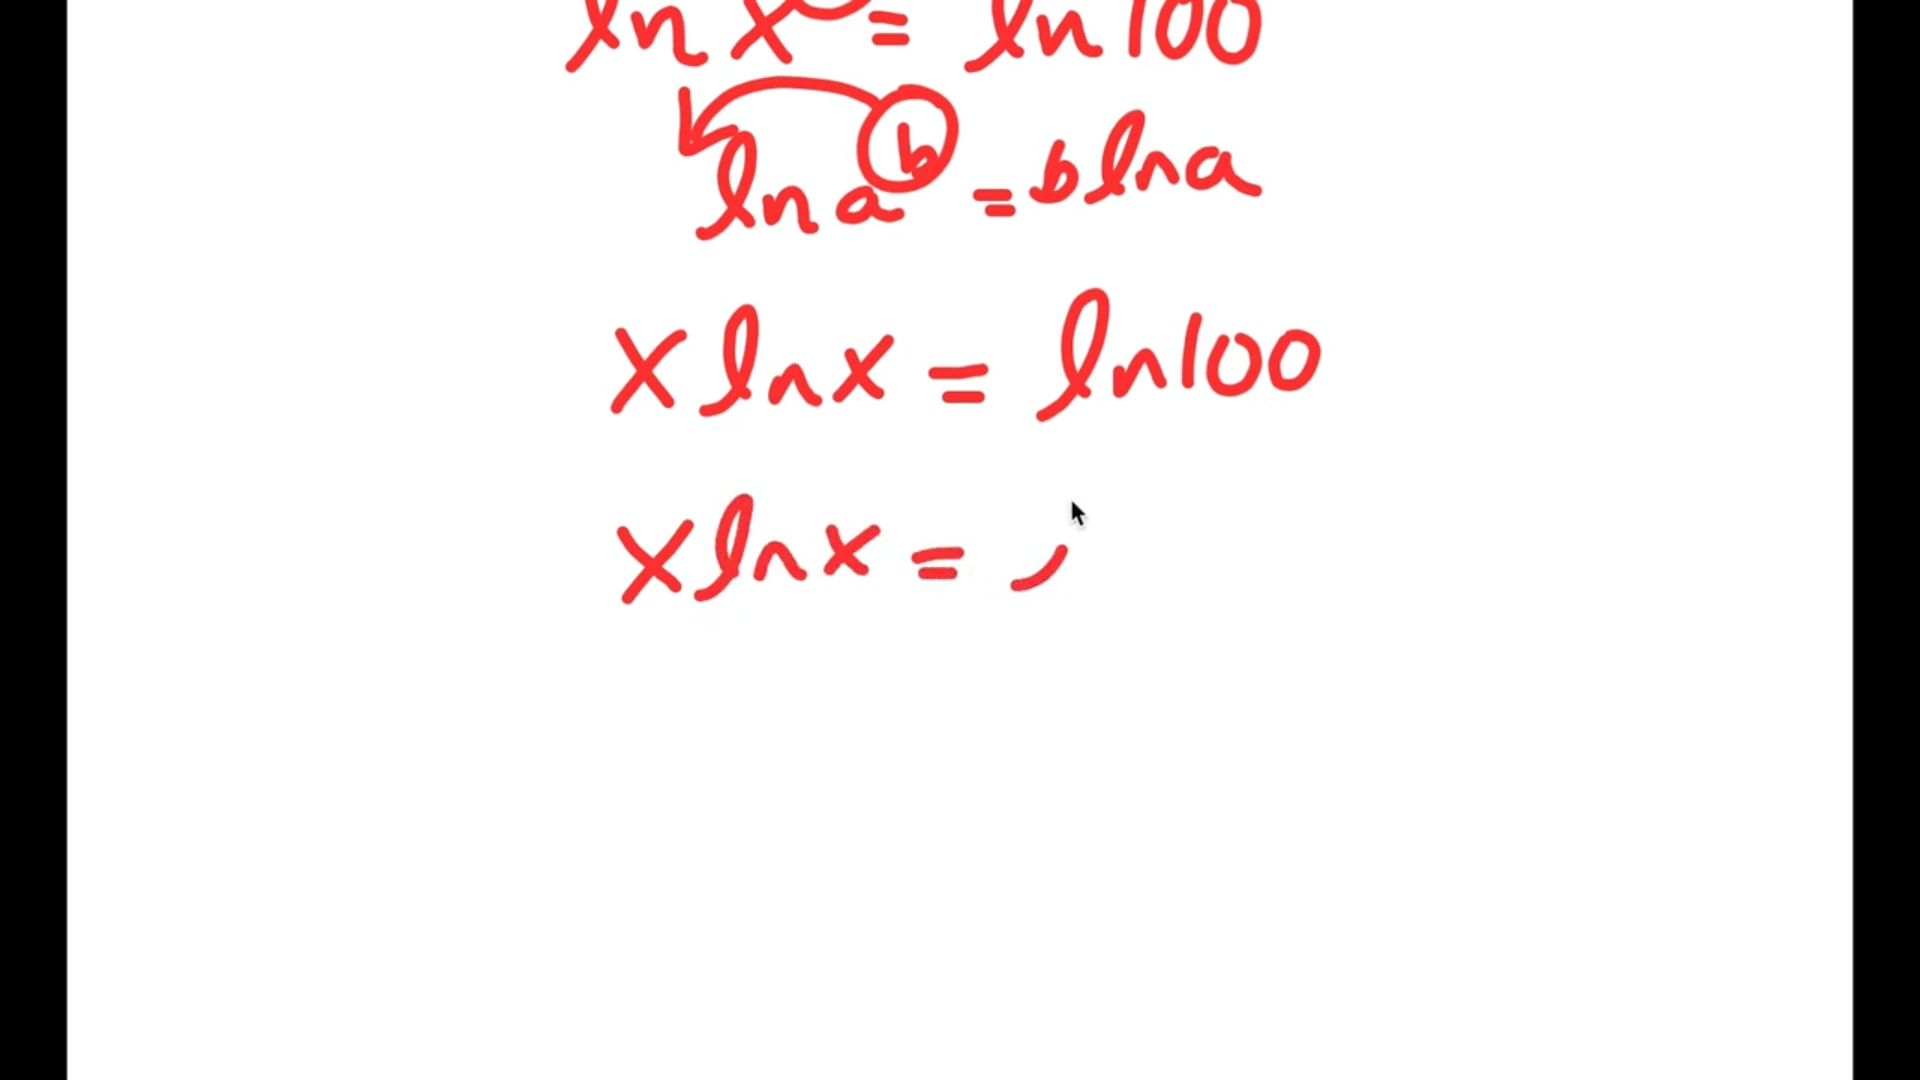 ln x = ln 100
ln a^b = b ln a
x ln x = ln 100
x ln x =